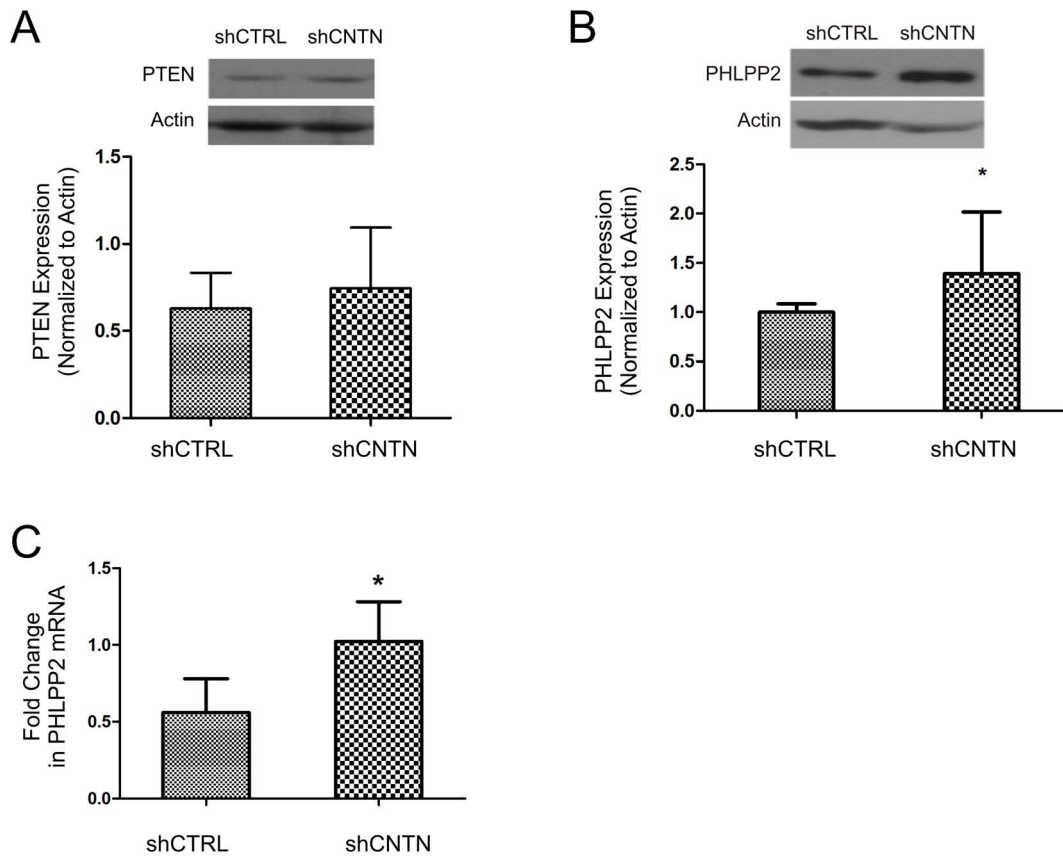 A
shCTRL shCNTN
PTEN
Actin
1.5
1.0
0.5
0.0
PTEN Expression
(Normalized to Actin)
shCTRL shCNTN
B
shCTRL shCNTN
PHLPP2
Actin
2.5
*
2.0
1.5
1.0
0.5
0.0
PHLPP2 Expression
(Normalized to Actin)
shCTRL shCNTN
C
1.5
*
1.0
0.5
0.0
Fold Change
in PHLPP2 mRNA
shCTRL shCNTN